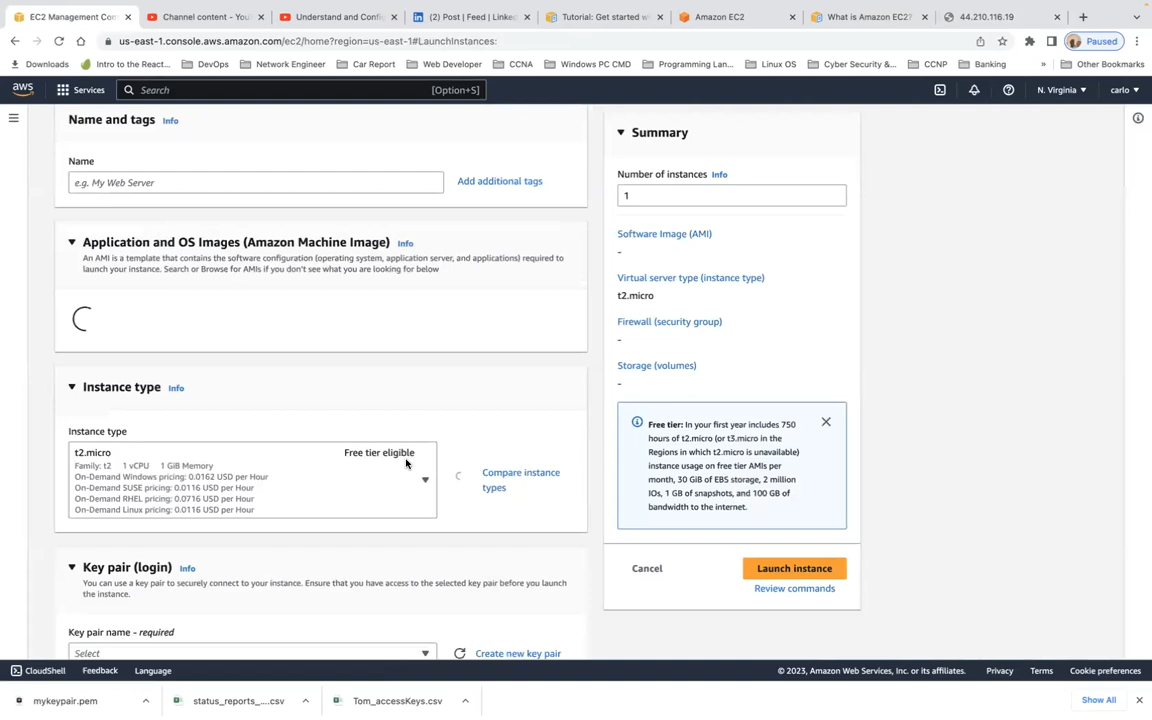 EC2 Management Con
Channel content - You
Understand and Config
(2) Post | Feed | Linked
Tutorial: Get started w
Amazon EC2
What is Amazon EC2?
44.210.116.19
us-east-1.console.aws.amazon.com/ec2/home?region=us-east-1#LaunchInstances:
Paused
Downloads
Intro to the React...
DevOps
Network Engineer
Car Report
Web Developer
CCNA
Windows PC CMD
Programming Lan...
Linux OS
Cyber Security &...
CCNP
Banking
»
Other Bookmarks
aws
Services
Search
[Option+S]
N. Virginia
carlo
Name and tags Info
Name
e.g. My Web Server
Add additional tags
Application and OS Images (Amazon Machine Image) Info
An AMI is a template that contains the software configuration (operating system, application server, and applications) required to
launch your instance. Search or Browse for AMIs if you don't see what you are looking for below
Instance type Info
Instance type
t2.micro
Free tier eligible
Family: t2 1 vCPU 1 GiB Memory
On-Demand Windows pricing: 0.0162 USD per Hour
On-Demand SUSE pricing: 0.0116 USD per Hour
On-Demand RHEL pricing: 0.0716 USD per Hour
On-Demand Linux pricing: 0.0116 USD per Hour
Compare instance
types
Key pair (login) Info
You can use a key pair to securely connect to your instance. Ensure that you have access to the selected key pair before you launch
the instance.
Key pair name - required
Select
Create new key pair
Summary
Number of instances Info
1
Software Image (AMI)
-
Virtual server type (instance type)
t2.micro
Firewall (security group)
-
Storage (volumes)
-
Free tier: In your first year includes 750
hours of t2.micro (or t3.micro in the
Regions in which t2.micro is unavailable)
instance usage on free tier AMIs per
month, 30 GiB of EBS storage, 2 million
IOs, 1 GB of snapshots, and 100 GB of
bandwidth to the internet.
Cancel
Launch instance
Review commands
CloudShell
Feedback
Language
© 2023, Amazon Web Services, Inc. or its affiliates.
Privacy
Terms
Cookie preferences
mykeypair.pem
status_reports_....csv
Tom_accessKeys.csv
Show All